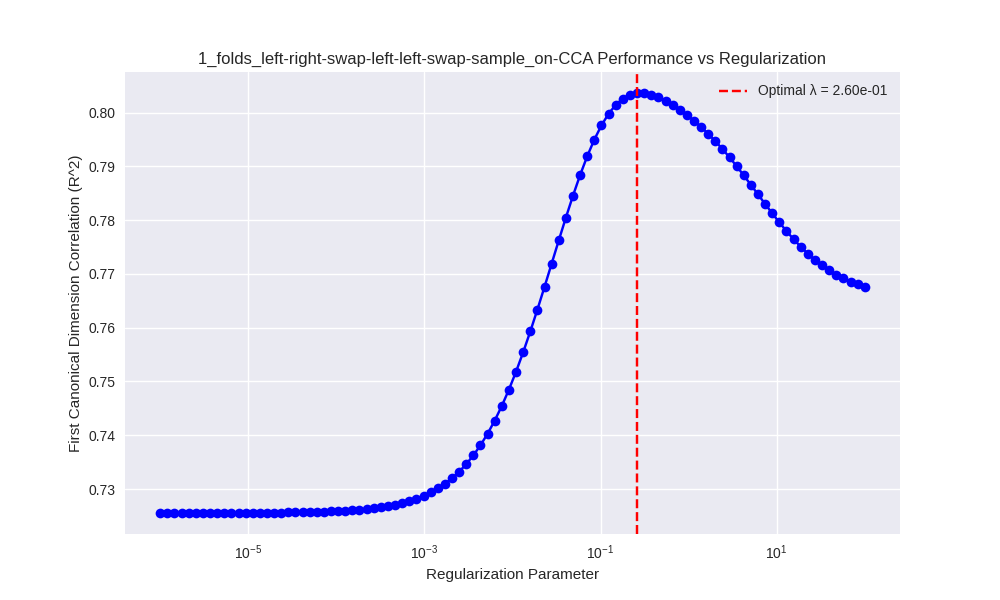 1_folds_left-right-swap-left-left-swap-sample_on-CCA Performance vs Regularization
Optimal λ = 2.60e-01
First Canonical Dimension Correlation (R^2)
0.80
0.79
0.78
0.77
0.76
0.75
0.74
0.73
10⁻⁵ 10⁻³ 10⁻¹ 10¹
Regularization Parameter